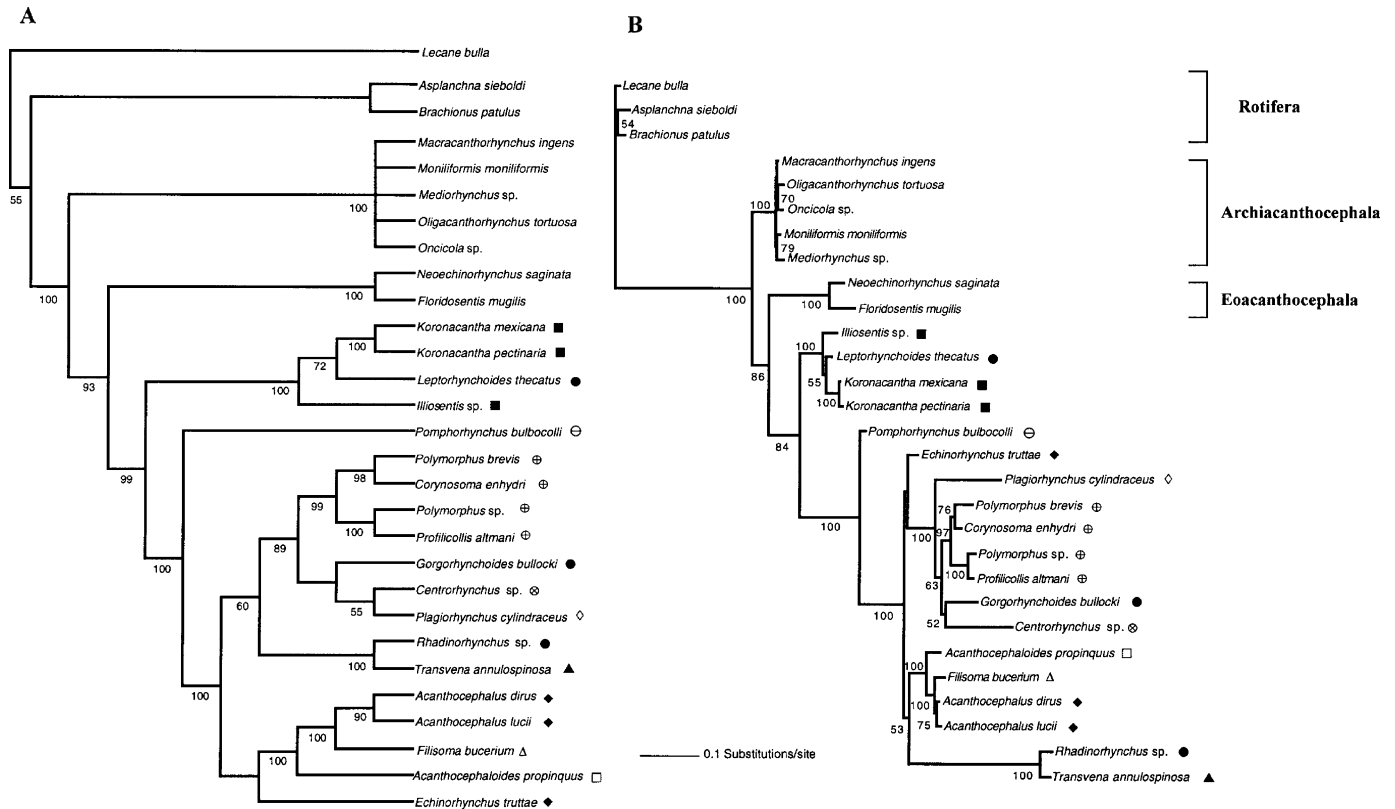 A
Lecane bulla
Asplanchna sieboldi
Brachionus patulus
Macracanthorhynchus ingens
Moniliformis moniliformis
Mediorhynchus sp.
Oligacanthorhynchus tortuosa
Oncicola sp.
Neoechinorhynchus saginata
Floridosentis mugilis
Koronacantha mexicana
Koronacantha pectinaria
Leptorhynchoides thecatus
Illiosentis sp.
Pomphorhynchus bulbocolli
Polymorphus brevis
Corynosoma enhydri
Polymorphus sp.
Profilicollis altmani
Gorgorhynchoides bullocki
Centrorhynchus sp.
Plagiorhynchus cylindraceus
Rhadinorhynchus sp.
Transvena annulospinosa
Acanthocephalus dirus
Acanthocephalus lucii
Filisoma bucerium
Acanthocephaloides propinquus
Echinorhynchus truttae
55
100
100
100
93
100
72
100
99
98
99
100
89
55
100
60
100
100
90
100
100
B
Lecane bulla
Asplanchna sieboldi
54
Brachionus patulus
Macracanthorhynchus ingens
Oligacanthorhynchus tortuosa
70
100
Oncicola sp.
Moniliformis moniliformis
79
Mediorhynchus sp.
Neoechinorhynchus saginata
100
100
Floridosentis mugilis
Illiosentis sp.
100
Leptorhynchoides thecatus
86
55
Koronacantha mexicana
100
Koronacantha pectinaria
Pomphorhynchus bulbocolli
84
Echinorhynchus truttae
Plagiorhynchus cylindraceus
76
Polymorphus brevis
100
100
97
Corynosoma enhydri
Polymorphus sp.
100
63
Profilicollis altmani
Gorgorhynchoides bullocki
100
52
Centrorhynchus sp.
Acanthocephaloides propinquus
100
Filisoma bucerium
100
Acanthocephalus dirus
75
53
Acanthocephalus lucii
Rhadinorhynchus sp.
100
Transvena annulospinosa
0.1 Substitutions/site
Rotifera
Archiacanthocephala
Eoacanthocephala